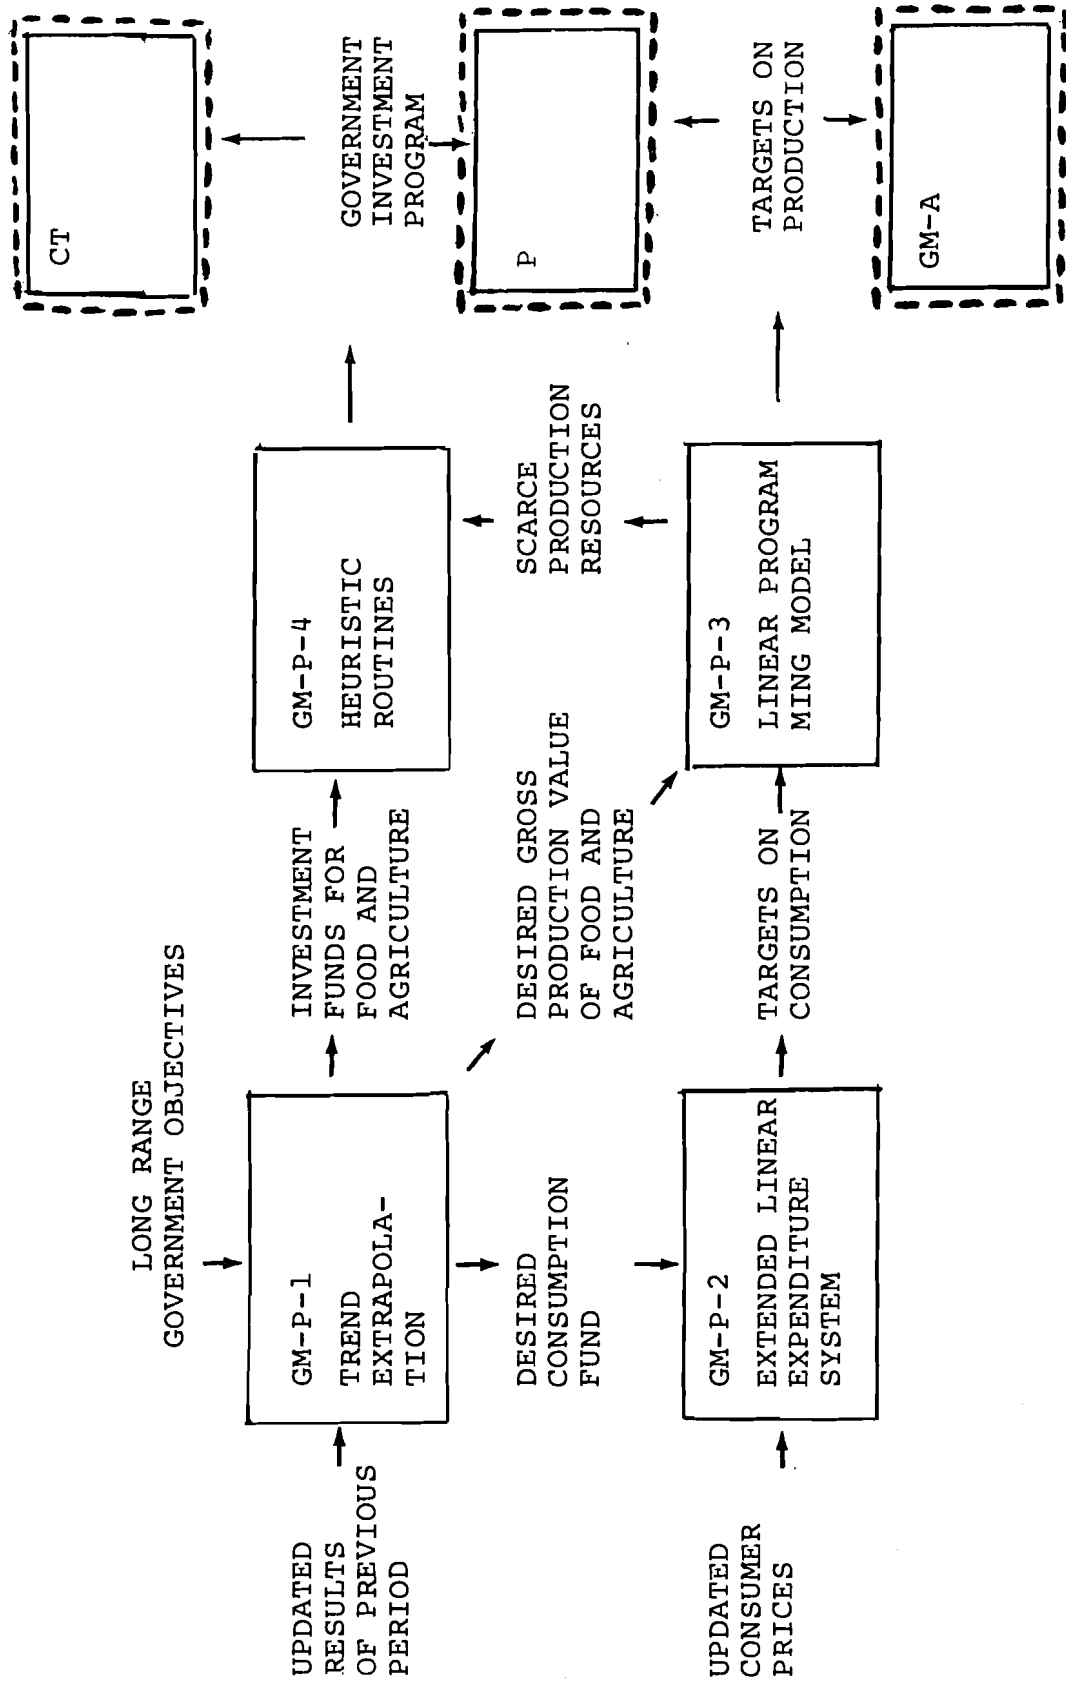 LONG RANGE
GOVERNMENT OBJECTIVES
UPDATED
RESULTS
OF PREVIOUS
PERIOD
GM-P-1
TREND
EXTRAPOLA-
TION
INVESTMENT
FUNDS FOR
FOOD AND
AGRICULTURE
GM-P-4
HEURISTIC
ROUTINES
GOVERNMENT
INVESTMENT
PROGRAM
CT
DESIRED
CONSUMPTION
FUND
DESIRED GROSS
PRODUCTION VALUE
OF FOOD AND
AGRICULTURE
SCARCE
PRODUCTION
RESOURCES
P
UPDATED
CONSUMER
PRICES
GM-P-2
EXTENDED LINEAR
EXPENDITURE
SYSTEM
TARGETS ON
CONSUMPTION
GM-P-3
LINEAR PROGRAM
MING MODEL
TARGETS ON
PRODUCTION
GM-A